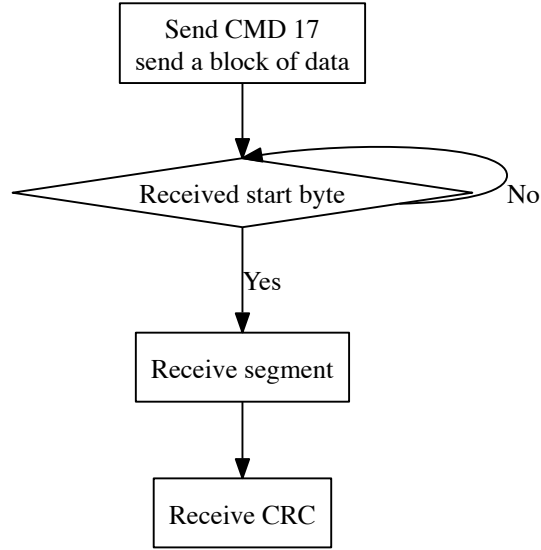 Send CMD 17
send a block of data
Received start byte
No
Yes
Receive segment
Receive CRC